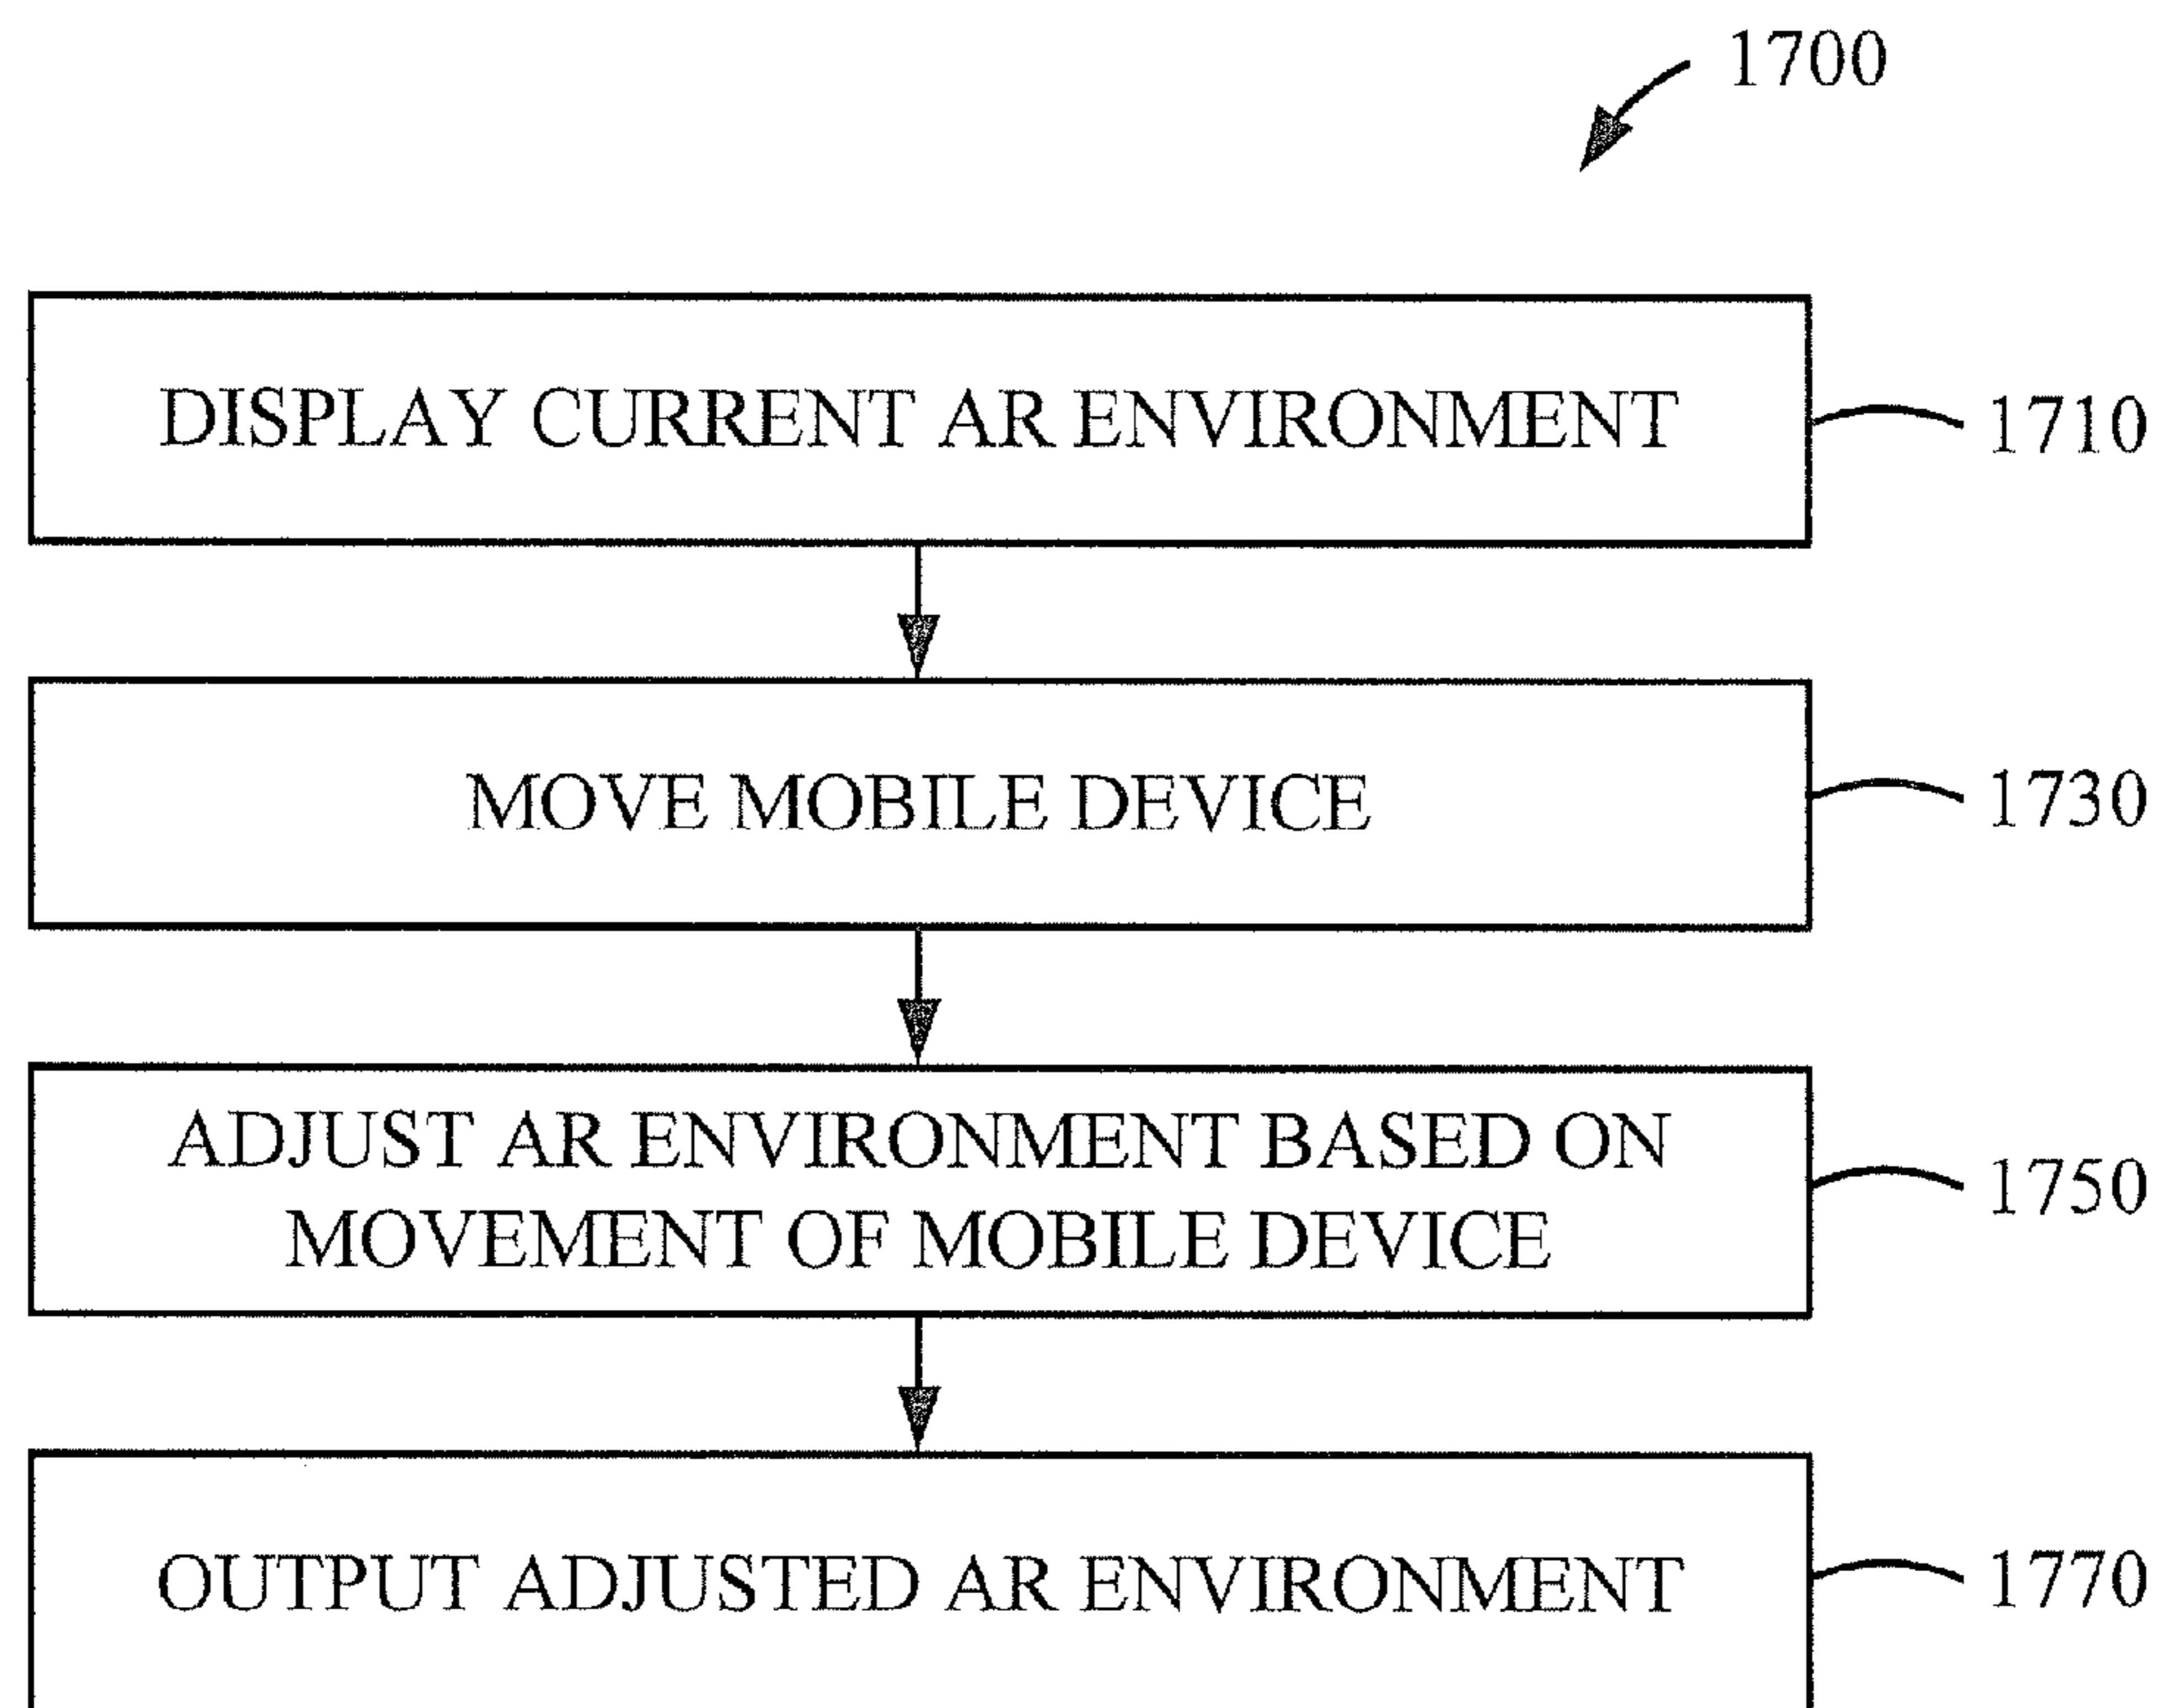 1700
DISPLAY CURRENT AR ENVIRONMENT
1710
MOVE MOBILE DEVICE
1730
ADJUST AR ENVIRONMENT BASED ON
MOVEMENT OF MOBILE DEVICE
1750
OUTPUT ADJUSTED AR ENVIRONMENT
1770